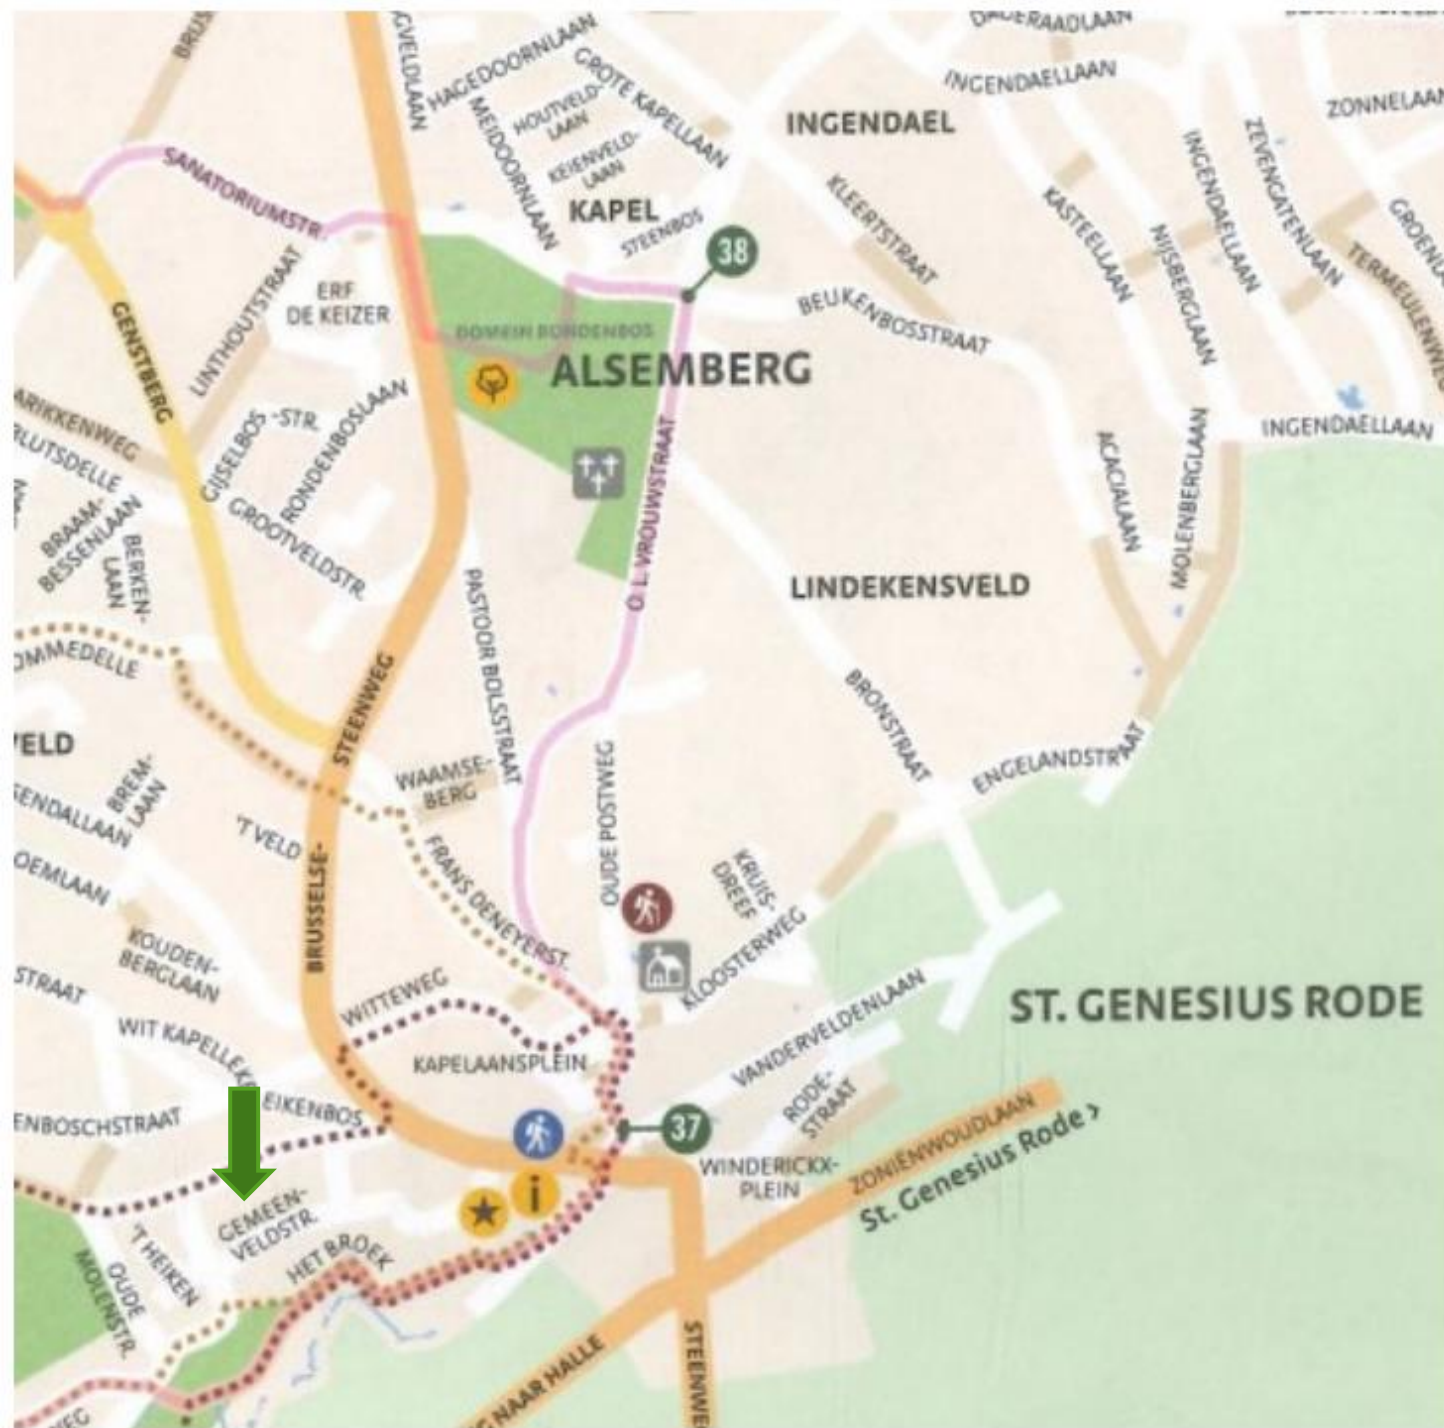 HAGEDOORNLAAN
GROTE KAPELLAAN
HOUTVELD-
LAAN
MEIDOORNLAAN
KEIENVELD-
LAAN
KAPEL
STEENBOS
INGENDAEL
INGENDAELLAAN
KLEERTSTRAAT
KASTEELLAAN
NIJSBERGLAAN
INGENDAELLAAN
ZEVENGATENLAAN
TERMEULENWEG
SANATORIUMSTR.
38
LINTHOUTSTRAAT
ERF
DE KEIZER
GENSTBERG
DOMEIN RONDENBOS
ALSEMBERG
BEUKENBOSSTRAAT
INGENDAELLAAN
GIJSELBOS -STR.
RONDENBOSLAAN
GROOTVELDSTR.
BRAAM-
BESSENLAAN
BERKEN-
LAAN
O. L. VROUWSTRAAT
ACACIALAAN
MOLENBERGLAAN
LINDEKENSVELD
PASTOOR BOLSSTRAAT
STEENWEG
BRONSTRAAT
ENGELANDSTRAAT
BREM-
LAAN
WAAMSE-
BERG
'T VELD
BRUSSELSE-
FRANS DENEYERST.
OUDE POSTWEG
KRUIS-
DREEF
KLOOSTERWEG
KOUDEN-
BERGLAAN
WITTEWEG
KAPELAANSPLEIN
WIT KAPELLEKE
EIKENBOS
VANDERVELDENLAAN
ST. GENESIUS RODE
RODE-
STRAAT
37
WINDERICKX-
PLEIN
ZONIËNWOUDLAAN
St. Genesius Rode ›
i
GEMEEN-
VELDSTR.
HET BROEK
'T HEIKEN
OUDE
MOLENSTR.
NAAR HALLE